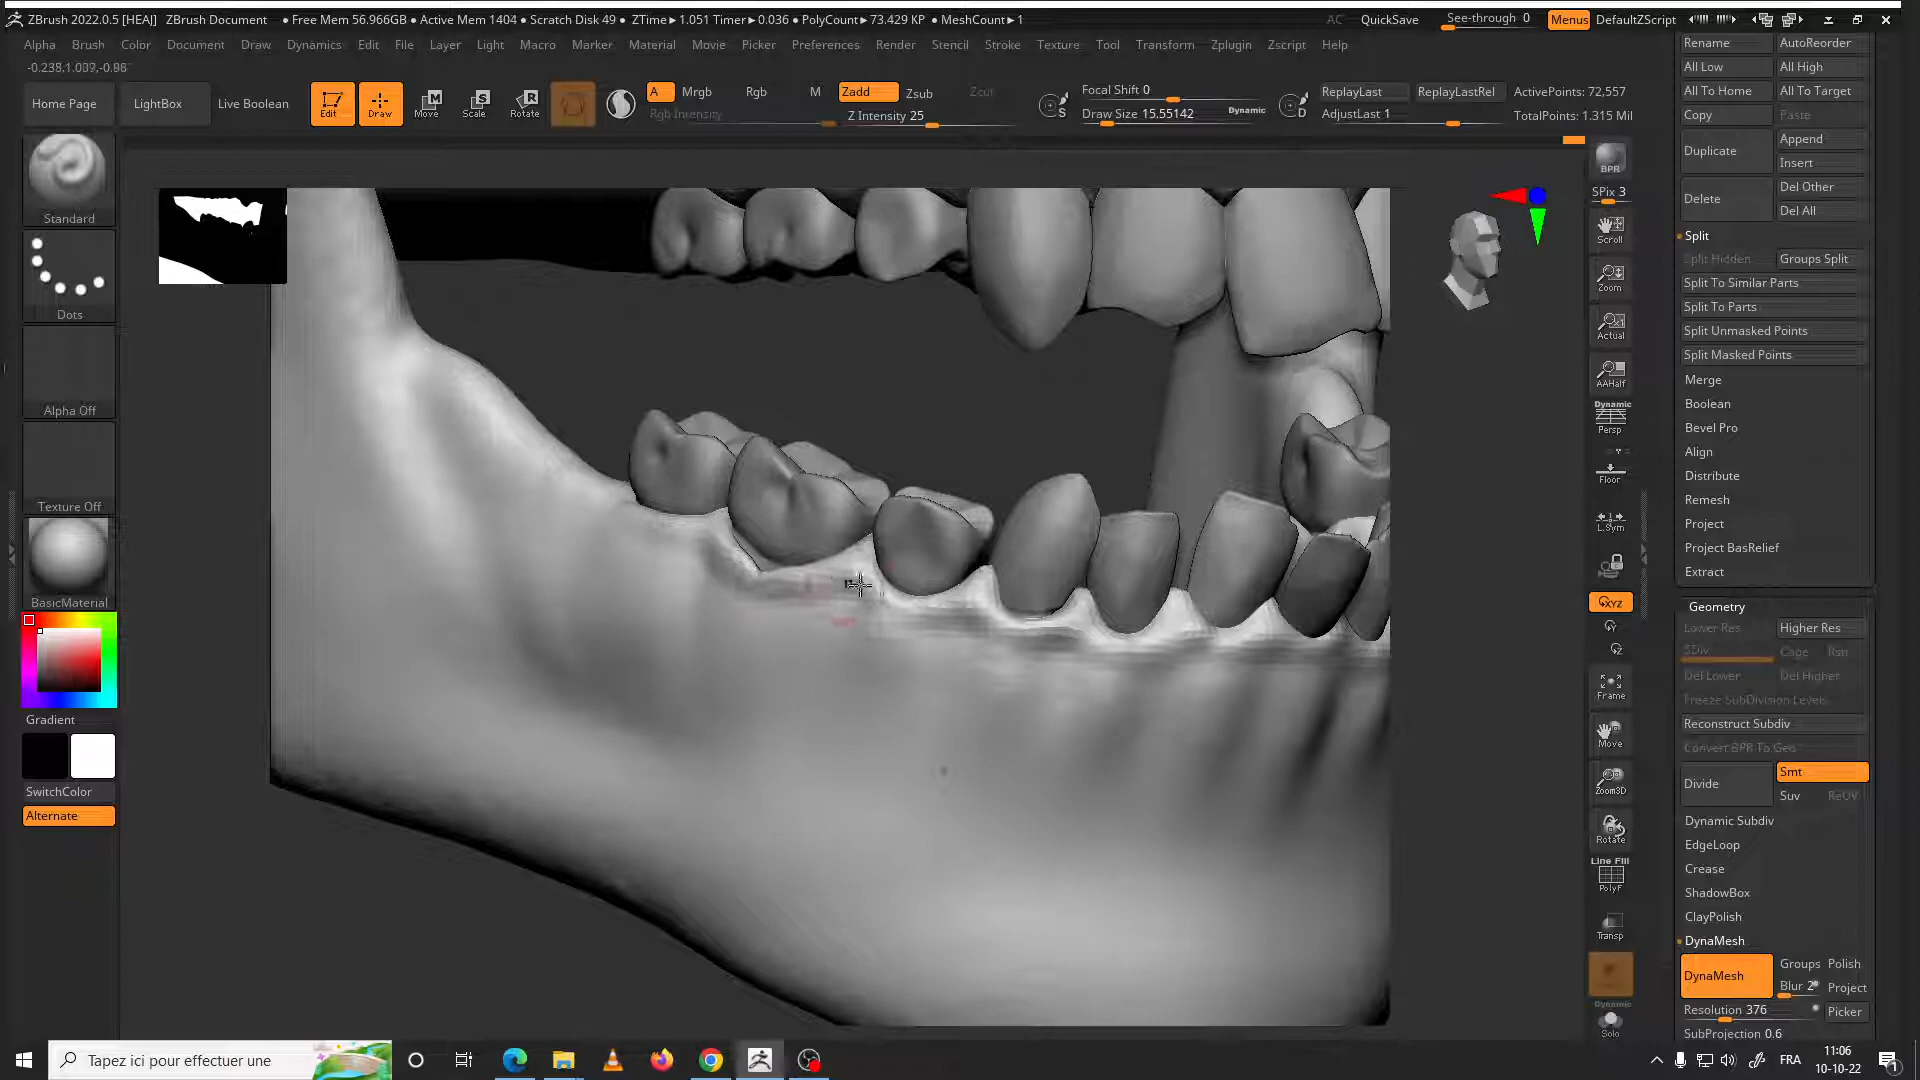 ZBrush 2022.0.5 [HEAJ] ZBrush Document • Free Mem 56.966GB • Active Mem 1404 • Scratch Disk 49 • ZTime►1.051 Timer►0.036 • PolyCount►73.429 KP • MeshCount►1
AC QuickSave See-through 0 Menus DefaultZScript
Alpha Brush Color Document Draw Dynamics Edit File Layer Light Macro Marker Material Movie Picker Preferences Render Stencil Stroke Texture Tool Transform Zplugin Zscript Help
Home Page LightBox Live Boolean
Edit Draw Move Scale Rotate
A Mrgb Rgb M Zadd Zsub Zcut
Rgb Intensity Z Intensity 25
Focal Shift 0
Draw Size 15.55142 Dynamic
S D
ReplayLast ReplayLastRel ActivePoints: 72,557
AdjustLast 1 TotalPoints: 1.315 Mil
Standard
Dots
Alpha Off
Texture Off
BasicMaterial
Gradient
SwitchColor
Alternate
BPR
SPix 3
Scroll
Zoom
Actual
AAHalf
Dynamic
Persp
Floor
L.Sym
XYZ
Y
Z
Frame
Move
Zoom3D
Rotate
Line Fill
PolyF
Transp
Dynamic
Solo
Rename AutoReorder
All Low All High
All To Home All To Target
Copy Paste
Duplicate Append
Insert
Delete Del Other
Del All
Split
Split Hidden Groups Split
Split To Similar Parts
Split To Parts
Split Unmasked Points
Split Masked Points
Merge
Boolean
Bevel Pro
Align
Distribute
Remesh
Project
Project BasRelief
Extract
Geometry
Lower Res Higher Res
SDiv Cage Rstr
Del Lower Del Higher
Freeze SubDivision Levels
Reconstruct Subdiv
Convert BPR To Geo
Divide Smt
Suv ReUV
Dynamic Subdiv
EdgeLoop
Crease
ShadowBox
ClayPolish
DynaMesh
DynaMesh Groups Polish
Blur 2 Project
Resolution 376 Picker
SubProjection 0.6
Tapez ici pour effectuer une
FRA
11:06
10-10-22
1